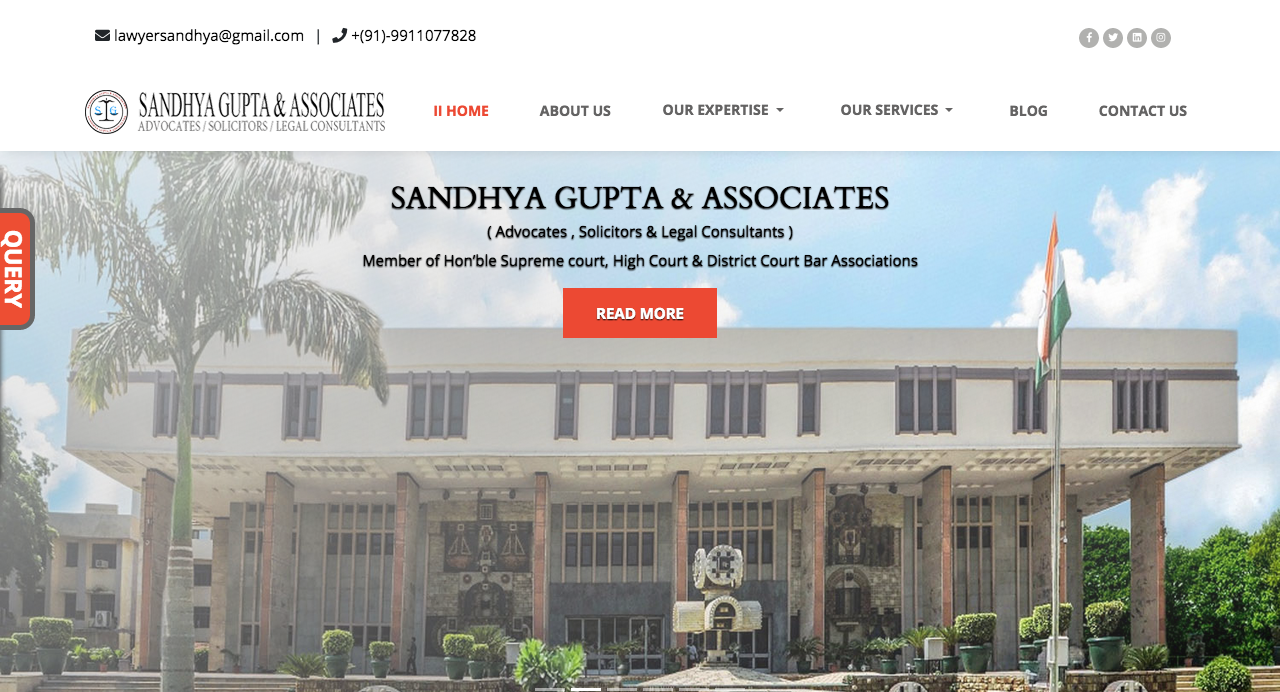 lawyersandhya@gmail.com | +(91)-9911077828
S G SANDHYA GUPTA & ASSOCIATES
ADVOCATES / SOLICITORS / LEGAL CONSULTANTS
II HOME ABOUT US OUR EXPERTISE OUR SERVICES BLOG CONTACT US
SANDHYA GUPTA & ASSOCIATES
( Advocates , Solicitors & Legal Consultants )
Member of Hon’ble Supreme court, High Court & District Court Bar Associations
READ MORE
QUERY